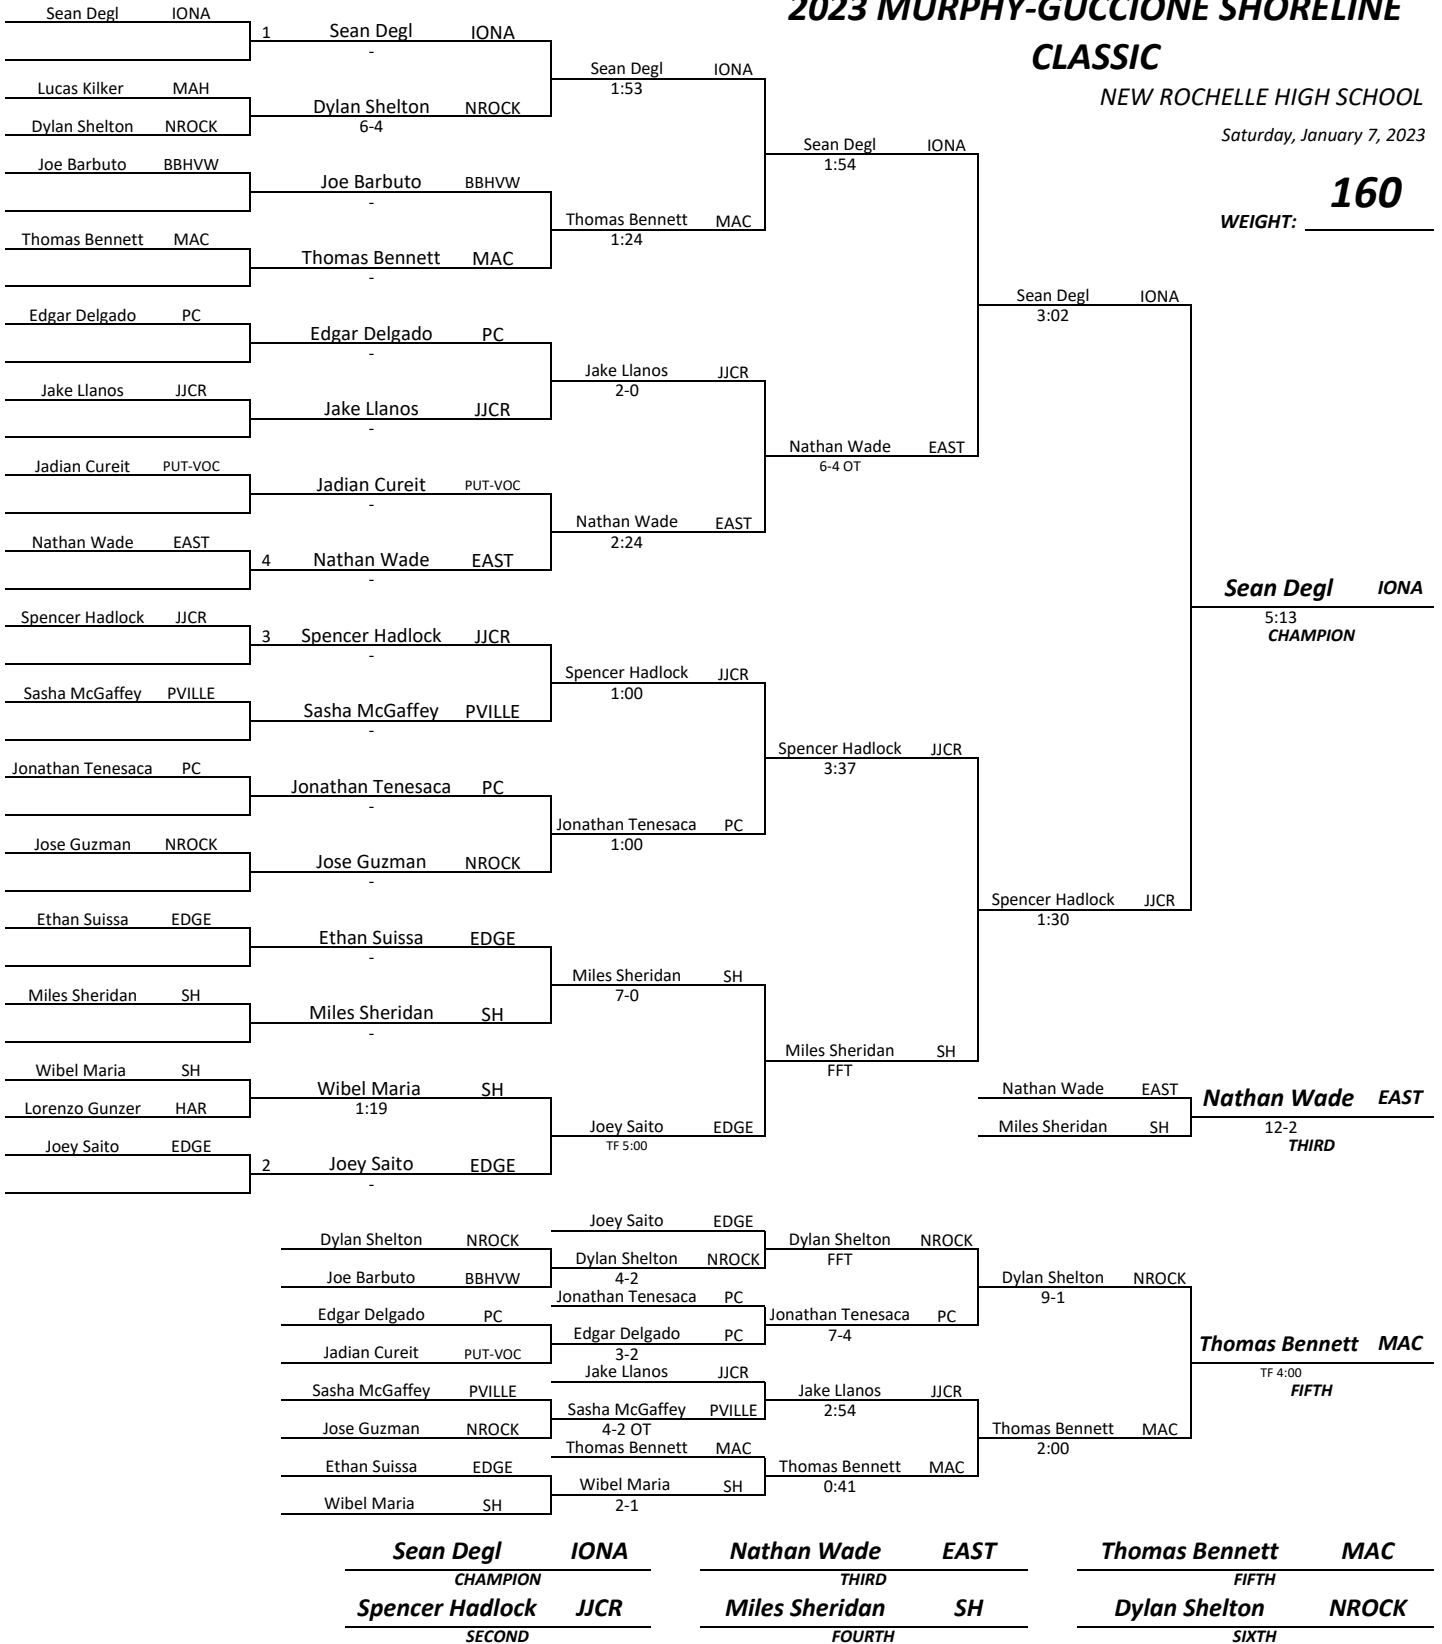 2023 MURPHY-GUCCIONE SHORELINE
CLASSIC
NEW ROCHELLE HIGH SCHOOL
Saturday, January 7, 2023
WEIGHT: 160
Sean Degl IONA
Lucas Kilker MAH
Dylan Shelton NROCK
Joe Barbuto BBHVW
Thomas Bennett MAC
Edgar Delgado PC
Jake Llanos JJCR
Jadian Cureit PUT-VOC
Nathan Wade EAST
Spencer Hadlock JJCR
Sasha McGaffey PVILLE
Jonathan Tenesaca PC
Jose Guzman NROCK
Ethan Suissa EDGE
Miles Sheridan SH
Wibel Maria SH
Lorenzo Gunzer HAR
Joey Saito EDGE
1 Sean Degl IONA
-
Dylan Shelton NROCK
6-4
Joe Barbuto BBHVW
-
Thomas Bennett MAC
-
Edgar Delgado PC
-
Jake Llanos JJCR
-
Jadian Cureit PUT-VOC
-
4 Nathan Wade EAST
-
3 Spencer Hadlock JJCR
-
Sasha McGaffey PVILLE
-
Jonathan Tenesaca PC
-
Jose Guzman NROCK
-
Ethan Suissa EDGE
-
Miles Sheridan SH
-
Wibel Maria SH
1:19
2 Joey Saito EDGE
-
Sean Degl IONA
1:53
Thomas Bennett MAC
1:24
Jake Llanos JJCR
2-0
Nathan Wade EAST
2:24
Spencer Hadlock JJCR
1:00
Jonathan Tenesaca PC
1:00
Miles Sheridan SH
7-0
Joey Saito EDGE
TF 5:00
Sean Degl IONA
1:54
Nathan Wade EAST
6-4 OT
Spencer Hadlock JJCR
3:37
Miles Sheridan SH
FFT
Sean Degl IONA
3:02
Spencer Hadlock JJCR
1:30
Sean Degl IONA
5:13
CHAMPION
Nathan Wade EAST
Miles Sheridan SH
Nathan Wade EAST
12-2
THIRD
Dylan Shelton NROCK
Joe Barbuto BBHVW
Edgar Delgado PC
Jadian Cureit PUT-VOC
Sasha McGaffey PVILLE
Jose Guzman NROCK
Ethan Suissa EDGE
Wibel Maria SH
Joey Saito EDGE
Dylan Shelton NROCK
4-2
Jonathan Tenesaca PC
Edgar Delgado PC
3-2
Jake Llanos JJCR
Sasha McGaffey PVILLE
4-2 OT
Thomas Bennett MAC
Wibel Maria SH
2-1
Dylan Shelton NROCK
FFT
Jonathan Tenesaca PC
7-4
Jake Llanos JJCR
2:54
Thomas Bennett MAC
0:41
Dylan Shelton NROCK
9-1
Thomas Bennett MAC
2:00
Thomas Bennett MAC
TF 4:00
FIFTH
Sean Degl IONA Nathan Wade EAST Thomas Bennett MAC
CHAMPION THIRD FIFTH
Spencer Hadlock JJCR Miles Sheridan SH Dylan Shelton NROCK
SECOND FOURTH SIXTH